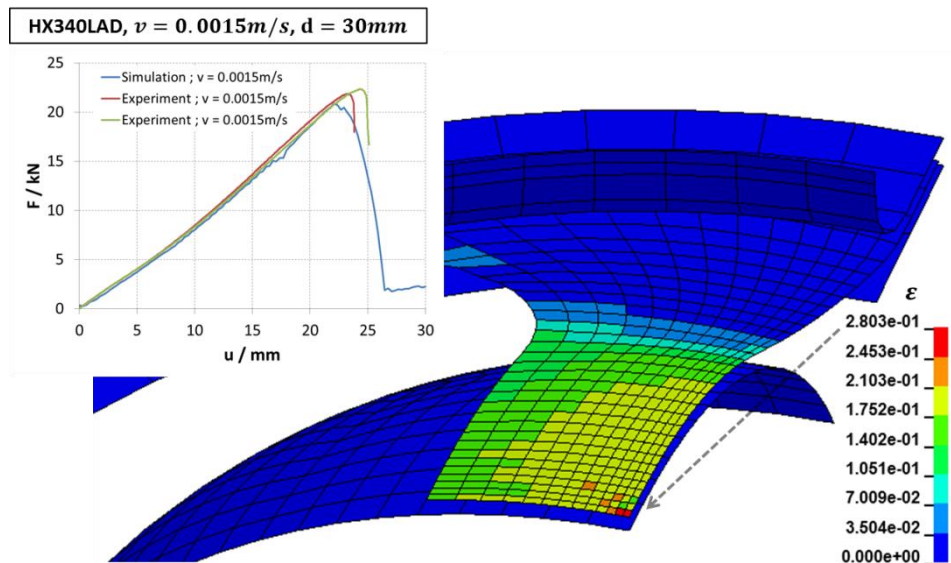 HX340LAD, v = 0.0015m/s, d = 30mm
Simulation ; v = 0.0015m/s
Experiment ; v = 0.0015m/s
Experiment ; v = 0.0015m/s
F / kN
25
20
15
10
5
0
0 5 10 15 20 25 30
u / mm
ε
2.803e-01
2.453e-01
2.103e-01
1.752e-01
1.402e-01
1.051e-01
7.009e-02
3.504e-02
0.000e+00